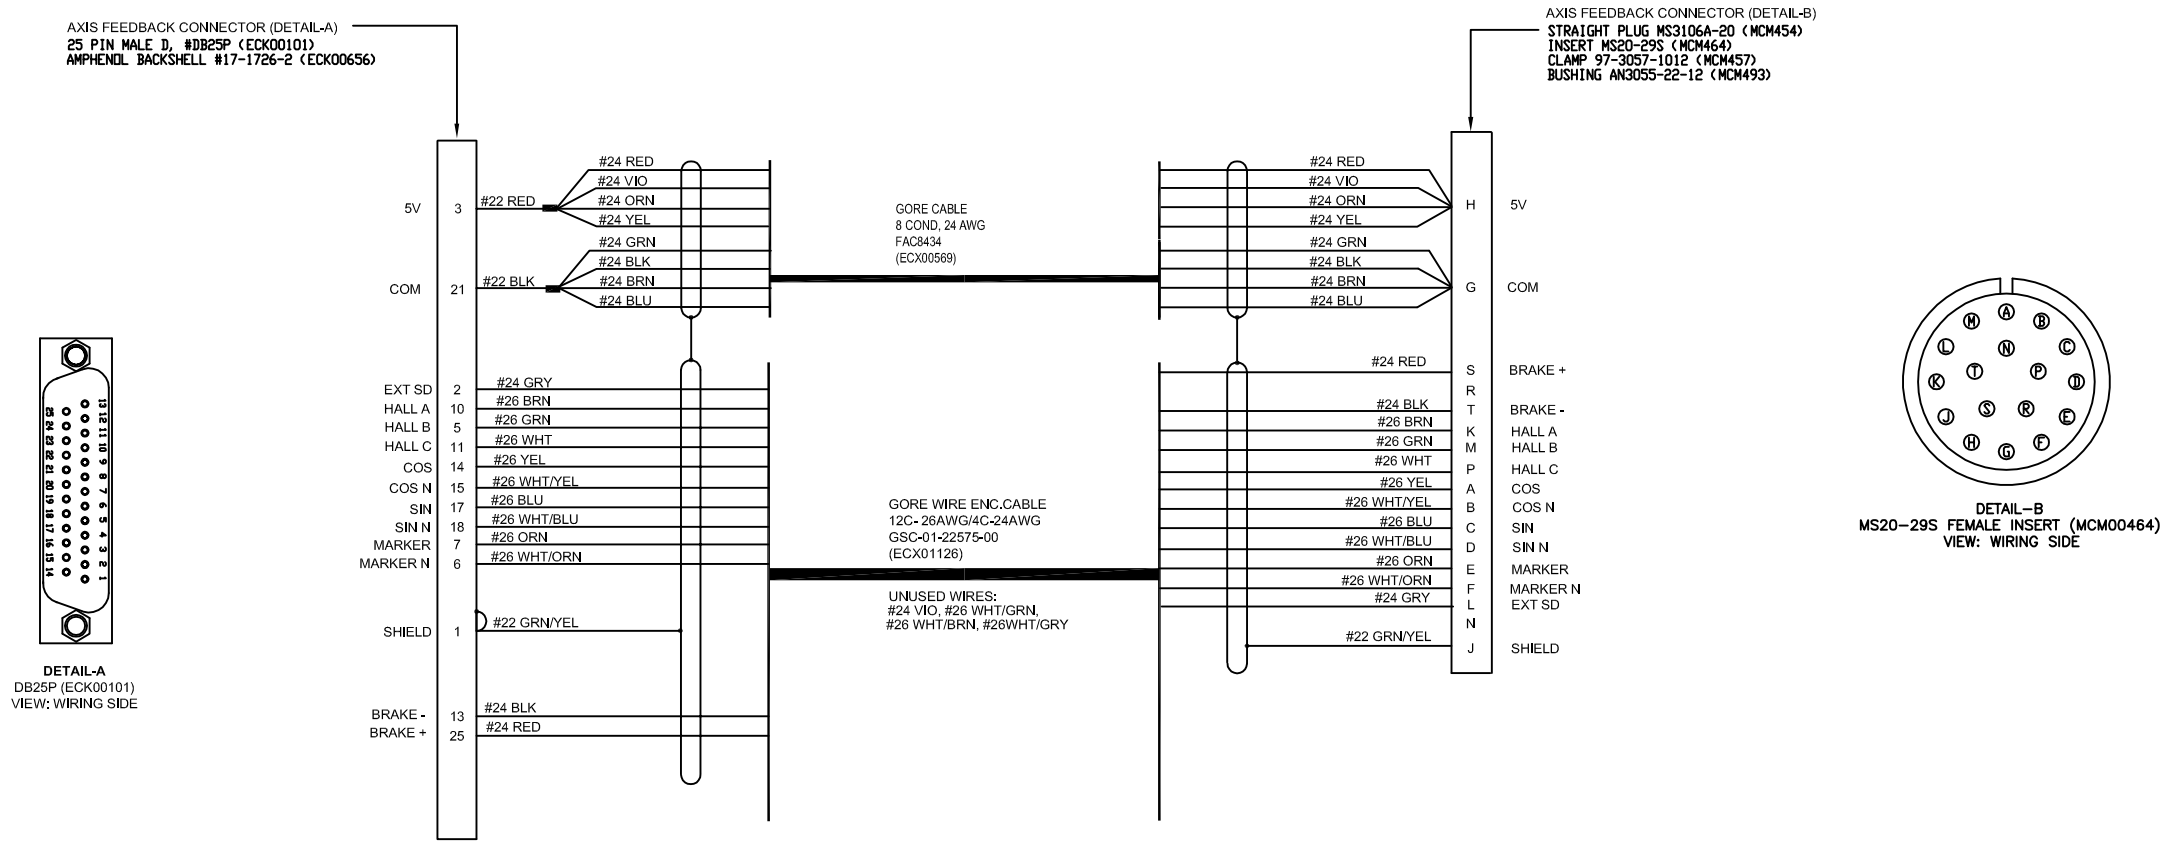 AXIS FEEDBACK CONNECTOR (DETAIL-A)
25 PIN MALE D, #DB25P (ECK00101)
AMPHENOL BACKSHELL #17-1726-2 (ECK00656)
AXIS FEEDBACK CONNECTOR (DETAIL-B)
STRAIGHT PLUG MS3106A-20 (MCM454)
INSERT MS20-29S (MCM464)
CLAMP 97-3057-1012 (MCM457)
BUSHING AN3055-22-12 (MCM493)
5V 3 #22 RED
#24 RED
#24 VIO
#24 ORN
#24 YEL
COM 21 #22 BLK
#24 GRN
#24 BLK
#24 BRN
#24 BLU
EXT SD 2 #24 GRY
HALL A 10 #26 BRN
HALL B 5 #26 GRN
HALL C 11 #26 WHT
COS 14 #26 YEL
COS N 15 #26 WHT/YEL
SIN 17 #26 BLU
SIN N 18 #26 WHT/BLU
MARKER 7 #26 ORN
MARKER N 6 #26 WHT/ORN
SHIELD 1 #22 GRN/YEL
BRAKE - 13 #24 BLK
BRAKE + 25 #24 RED
GORE CABLE
8 COND, 24 AWG
FAC8434
(ECX00569)
GORE WIRE ENC.CABLE
12C- 26AWG/4C-24AWG
GSC-01-22575-00
(ECX01126)
UNUSED WIRES:
#24 VIO, #26 WHT/GRN,
#26 WHT/BRN, #26WHT/GRY
#24 RED
#24 VIO
#24 ORN
#24 YEL
H 5V
#24 GRN
#24 BLK
#24 BRN
#24 BLU
G COM
#24 RED S BRAKE +
R
#24 BLK T BRAKE -
#26 BRN K HALL A
#26 GRN M HALL B
#26 WHT P HALL C
#26 YEL A COS
#26 WHT/YEL B COS N
#26 BLU C SIN
#26 WHT/BLU D SIN N
#26 ORN E MARKER
#26 WHT/ORN F MARKER N
#24 GRY L EXT SD
N
#22 GRN/YEL J SHIELD
25 24 23 22 21 20 19 18 17 16 15 14
13 12 11 10 9 8 7 6 5 4 3 2 1
DETAIL-A
DB25P (ECK00101)
VIEW: WIRING SIDE
A
M B
L N C
T P
K D
S R
J E
H F
G
DETAIL-B
MS20-29S FEMALE INSERT (MCM00464)
VIEW: WIRING SIDE